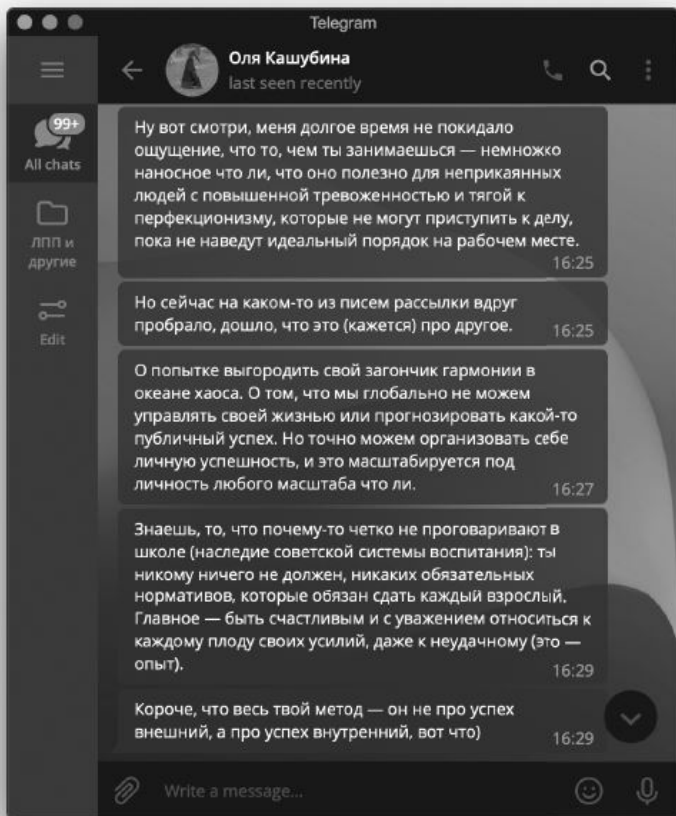 Telegram
Оля Кашубина
last seen recently
99+
All chats
ЛПП и
другие
Edit
Ну вот смотри, меня долгое время не покидало
ощущение, что то, чем ты занимаешься — немножко
наносное что ли, что оно полезно для неприкаянных
людей с повышенной тревоженностью и тягой к
перфекционизму, которые не могут приступить к делу,
пока не наведут идеальный порядок на рабочем месте.
16:25
Но сейчас на каком-то из писем рассылки вдруг
пробрало, дошло, что это (кажется) про другое.
16:25
О попытке выгородить свой загончик гармонии в
океане хаоса. О том, что мы глобально не можем
управлять своей жизнью или прогнозировать какой-то
публичный успех. Но точно можем организовать себе
личную успешность, и это масштабируется под
личность любого масштаба что ли.
16:27
Знаешь, то, что почему-то четко не проговаривают в
школе (наследие советской системы воспитания): ты
никому ничего не должен, никаких обязательных
нормативов, которые обязан сдать каждый взрослый.
Главное — быть счастливым и с уважением относиться к
каждому плоду своих усилий, даже к неудачному (это —
опыт).
16:29
Короче, что весь твой метод — он не про успех
внешний, а про успех внутренний, вот что)
16:29
Write a message...